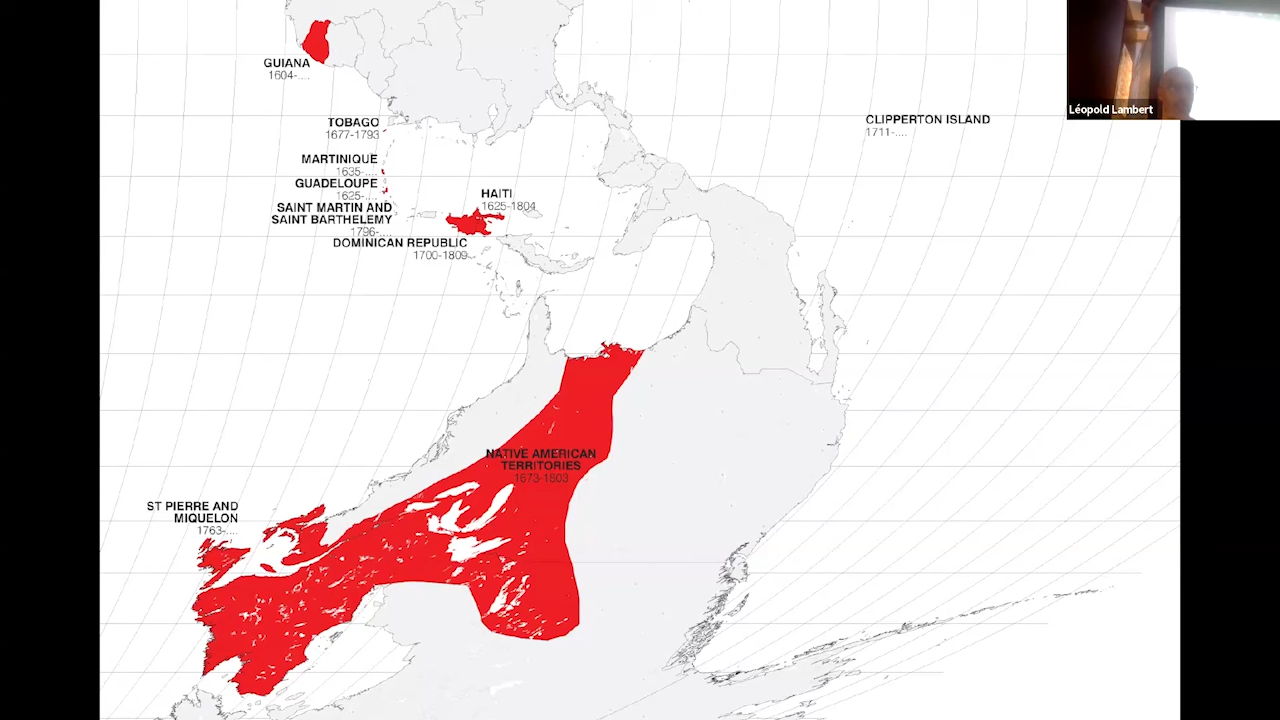 Léopold Lambert
GUIANA
1604-....
TOBAGO
1677-1793
CLIPPERTON ISLAND
1711-....
MARTINIQUE
1635-....
GUADELOUPE
1625-....
HAITI
1625-1804
SAINT MARTIN AND
SAINT BARTHELEMY
1796-....
DOMINICAN REPUBLIC
1700-1809
NATIVE AMERICAN
TERRITORIES
1673-1803
ST PIERRE AND
MIQUELON
1763-....